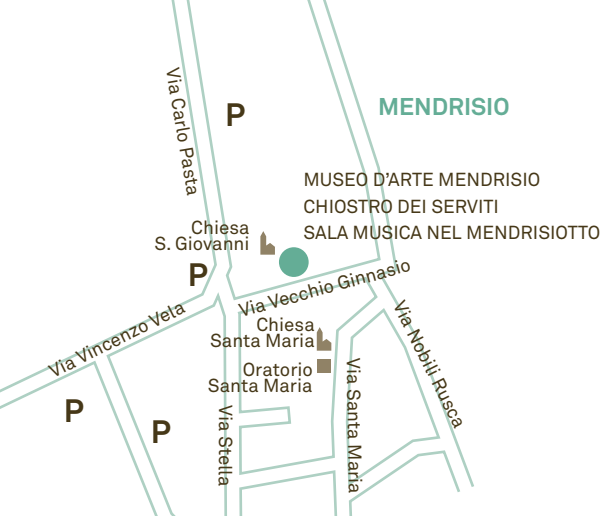 Via Carlo Pasta
P
MENDRISIO
MUSEO D'ARTE MENDRISIO
CHIOSTRO DEI SERVITI
SALA MUSICA NEL MENDRISIOTTO
Chiesa
S. Giovanni
P
Via Vecchio Ginnasio
Via Vincenzo Vela
Chiesa
Santa Maria
Oratorio
Santa Maria
Via Nobili Rusca
Via Santa Maria
Via Stella
P
P